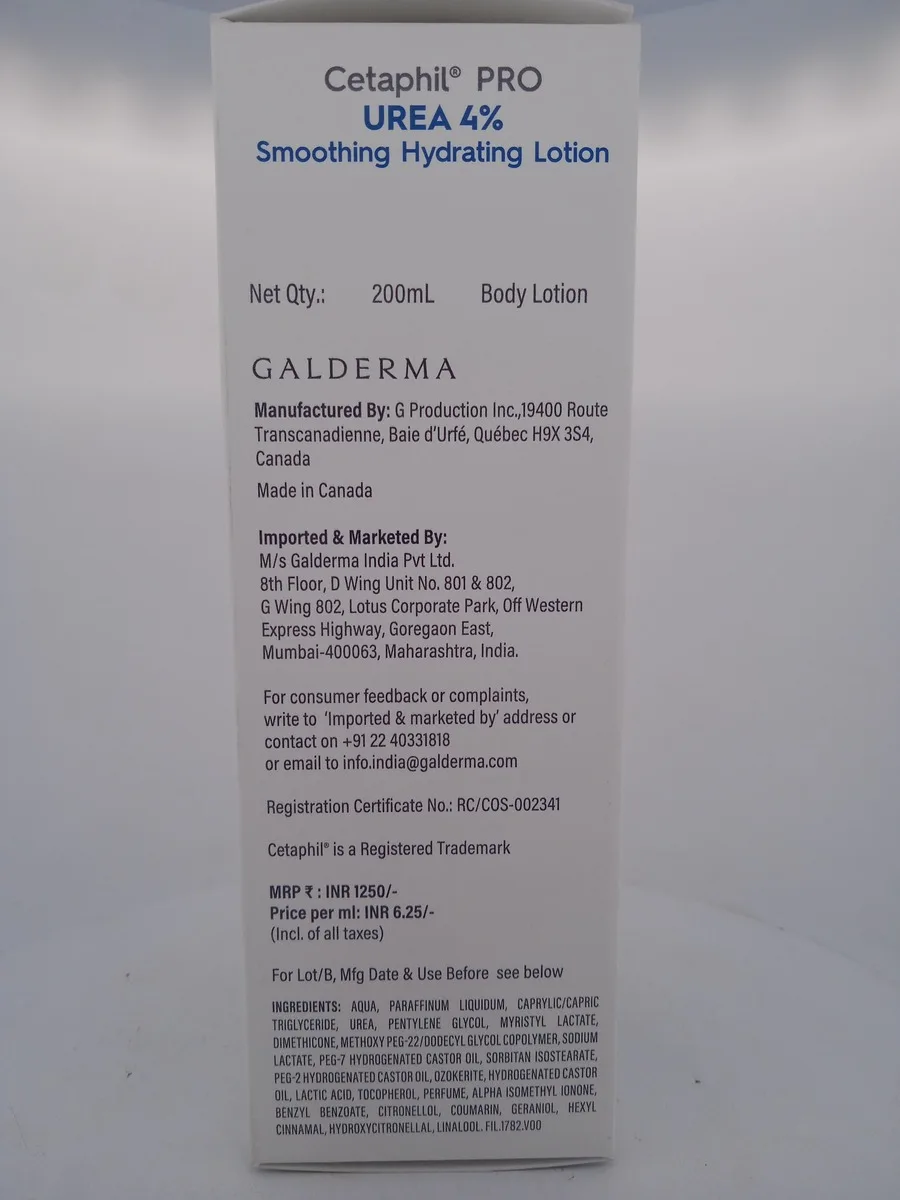 Cetaphil® PRO
UREA 4%
Smoothing Hydrating Lotion
Net Qty.: 200mL Body Lotion
GALDERMA
Manufactured By: G Production Inc.,19400 Route
Transcanadienne, Baie d'Urfé, Québec H9X 3S4,
Canada
Made in Canada
Imported & Marketed By:
M/s Galderma India Pvt Ltd.
8th Floor, D Wing Unit No. 801 & 802,
G Wing 802, Lotus Corporate Park, Off Western
Express Highway, Goregaon East,
Mumbai-400063, Maharashtra, India.
For consumer feedback or complaints,
write to 'Imported & marketed by' address or
contact on +91 22 40331818
or email to info.india@galderma.com
Registration Certificate No.: RC/COS-002341
Cetaphil® is a Registered Trademark
MRP ₹ : INR 1250/-
Price per ml: INR 6.25/-
(Incl. of all taxes)
For Lot/B, Mfg Date & Use Before see below
INGREDIENTS: AQUA, PARAFFINUM LIQUIDUM, CAPRYLIC/CAPRIC
TRIGLYCERIDE, UREA, PENTYLENE GLYCOL, MYRISTYL LACTATE,
DIMETHICONE, METHOXY PEG-22/DODECYL GLYCOL COPOLYMER, SODIUM
LACTATE, PEG-7 HYDROGENATED CASTOR OIL, SORBITAN ISOSTEARATE,
PEG-2 HYDROGENATED CASTOR OIL, OZOKERITE, HYDROGENATED CASTOR
OIL, LACTIC ACID, TOCOPHEROL, PERFUME, ALPHA ISOMETHYL IONONE,
BENZYL BENZOATE, CITRONELLOL, COUMARIN, GERANIOL, HEXYL
CINNAMAL, HYDROXYCITRONELLAL, LINALOOL. FIL.1782.V00